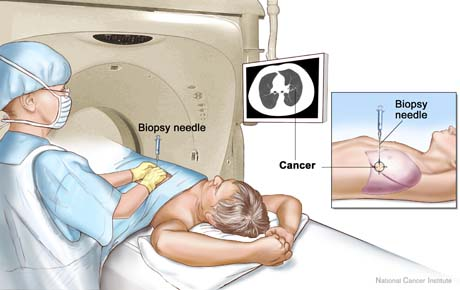 Biopsy needle
Cancer
Biopsy
needle
National Cancer Institute